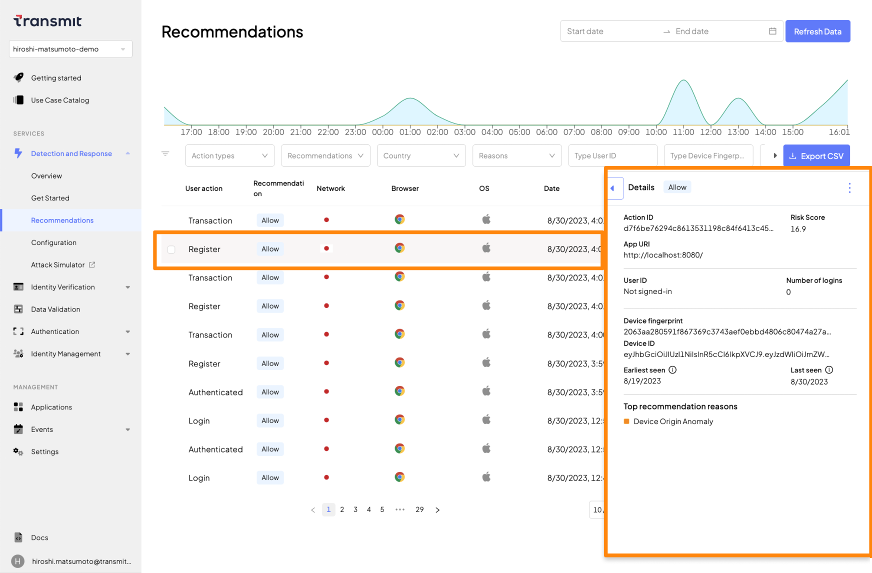 Transmit
hiroshi-matsumoto-demo
Getting started
Use Case Catalog
SERVICES
Detection and Response
Overview
Get Started
Recommendations
Configuration
Attack Simulator
Identity Verification
Data Validation
Authentication
Identity Management
MANAGEMENT
Applications
Events
Settings
Docs
H hiroshi.matsumoto@transmit...
Recommendations
Start date → End date
Refresh Data
17:00 18:00 19:00 20:00 21:00 22:00 23:00 00:00 01:00 02:00 03:00 04:00 05:00 06:00 07:00 08:00 09:00 10:00 11:00 12:00 13:00 14:00 15:00 16:01
Action types Recommendations Country Reasons Type User ID Type Device Fingerp... Export CSV
User action Recommendati Network Browser OS Date
on
Transaction Allow 8/30/2023, 4:0
Register Allow 8/30/2023, 4:0
Transaction Allow 8/30/2023, 4:0
Register Allow 8/30/2023, 4:0
Transaction Allow 8/30/2023, 4:0
Register Allow 8/30/2023, 3:5
Authenticated Allow 8/30/2023, 3:5
Login Allow 8/30/2023, 12:
Authenticated Allow 8/30/2023, 12:
Login Allow 8/30/2023, 12:
1 2 3 4 5 ••• 29
10
Details Allow
Action ID Risk Score
d7f6be76294c8613531198c84f6413c45... 16.9
App URI
http://localhost:8080/
User ID Number of logins
Not signed-in 0
Device fingerprint
2063aa280591f867369c3743aef0ebbd4806c80474a27a...
Device ID
eyJhbGciOiJIUzI1NiIsInR5cCI6IkpXVCJ9.eyJzdWIiOiJmZW...
Earliest seen Last seen
8/19/2023 8/30/2023
Top recommendation reasons
Device Origin Anomaly